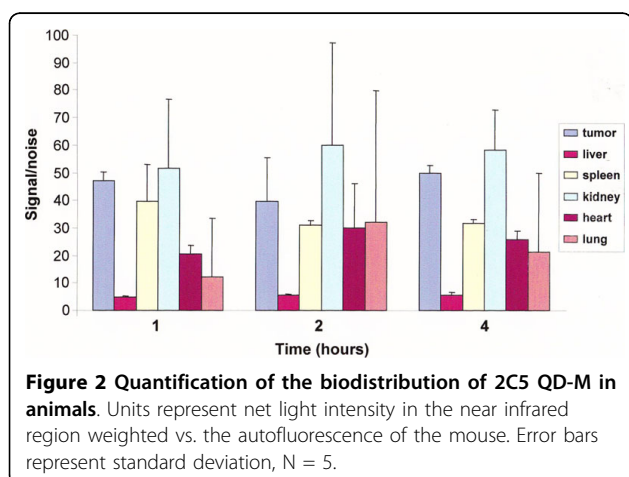 100
90
80
70
60
50
40
30
20
10
0
Signal/noise
1 2 4
Time (hours)
tumor
liver
spleen
kidney
heart
lung
Figure 2 Quantification of the biodistribution of 2C5 QD-M in
animals. Units represent net light intensity in the near infrared
region weighted vs. the autofluorescence of the mouse. Error bars
represent standard deviation, N = 5.